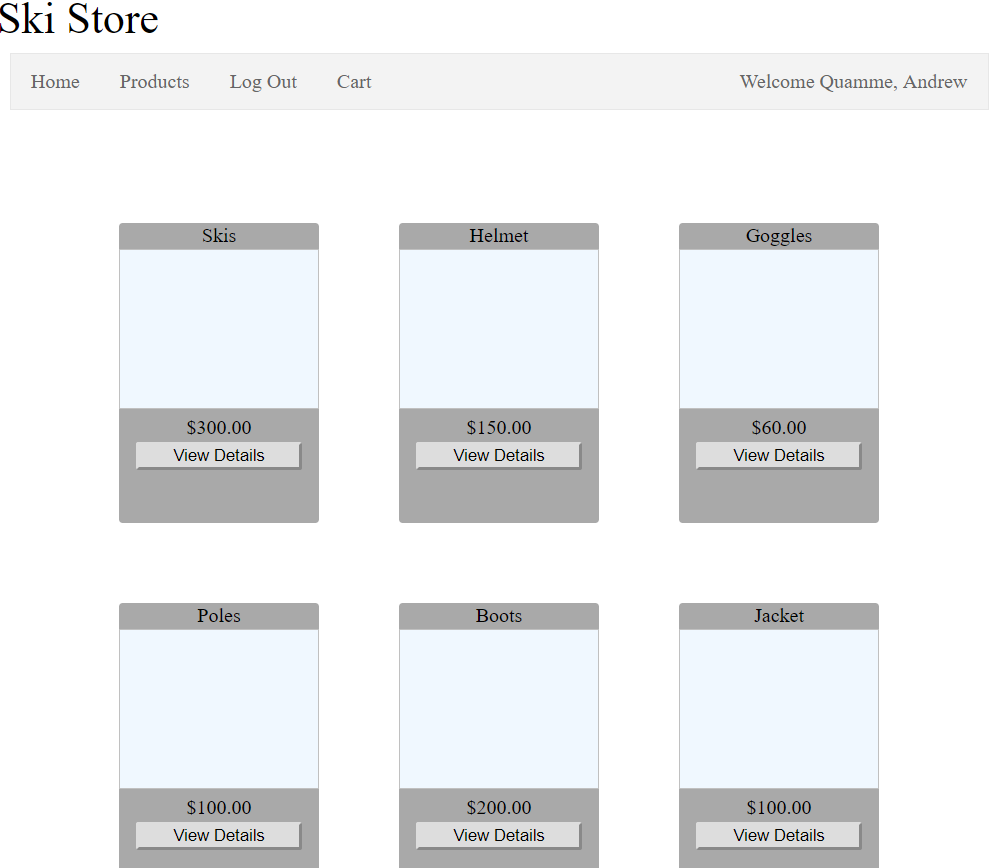 Ski Store
Home Products Log Out Cart Welcome Quamme, Andrew
Skis Helmet Goggles
$300.00 $150.00 $60.00
View Details View Details View Details
Poles Boots Jacket
$100.00 $200.00 $100.00
View Details View Details View Details